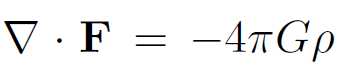 ∇ · 𝐅 = −4πGρ